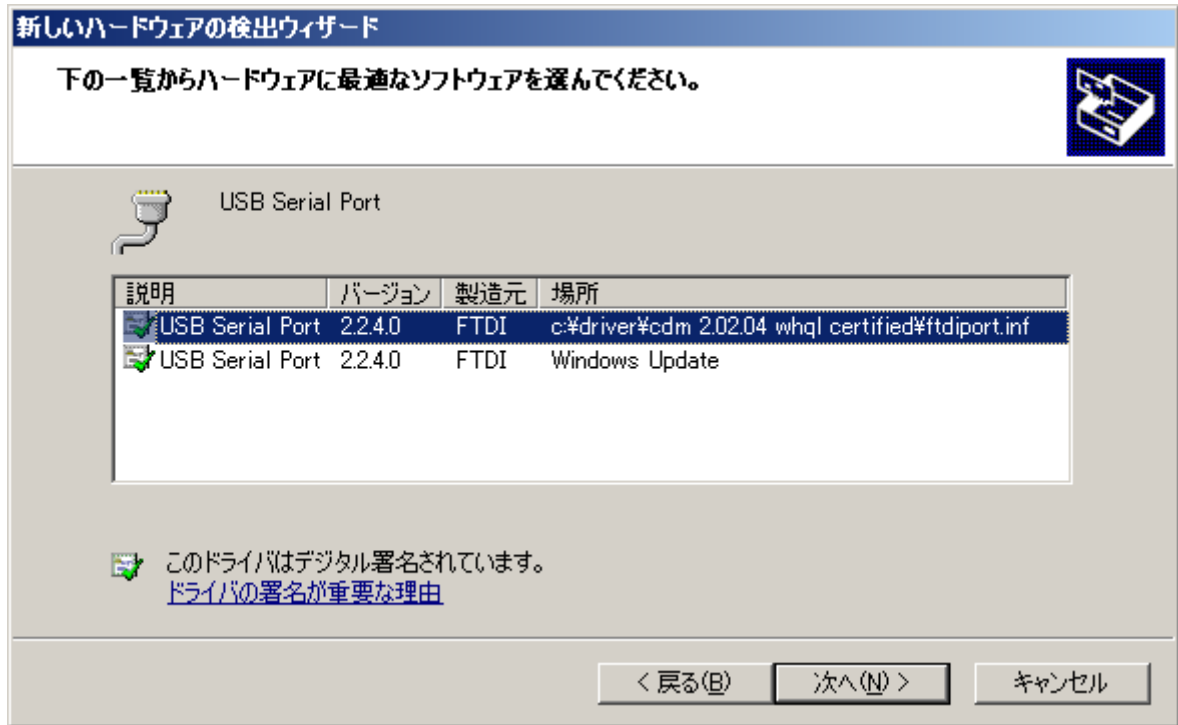 新しいハードウェアの検出ウィザード
下の一覧からハードウェアに最適なソフトウェアを選んでください。
USB Serial Port
説明 バージョン 製造元 場所
USB Serial Port 2.2.4.0 FTDI c:¥driver¥cdm 2.02.04 whql certified¥ftdiport.inf
USB Serial Port 2.2.4.0 FTDI Windows Update
このドライバはデジタル署名されています。
ドライバの署名が重要な理由
< 戻る(B) 次へ(N) > キャンセル